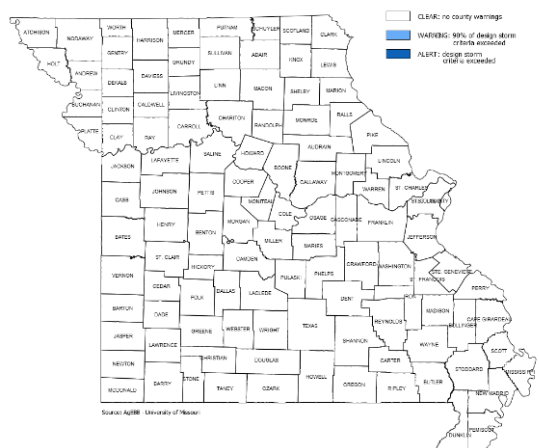 CLEAR: no county warnings
WARNING: 90% of design storm
criteria exceeded
ALERT: design storm
criteria exceeded
ATCHISON
NODAWAY
WORTH
HARRISON
MERCER
PUTNAM
SCHUYLER
SCOTLAND
CLARK
GENTRY
SULLIVAN
ADAIR
KNOX
LEWIS
HOLT
ANDREW
DEKALB
DAVIESS
GRUNDY
LINN
MACON
SHELBY
MARION
BUCHANAN
CLINTON
CALDWELL
LIVINGSTON
CHARITON
RANDOLPH
MONROE
RALLS
PLATTE
CLAY
RAY
CARROLL
PIKE
AUDRAIN
JACKSON
LAFAYETTE
SALINE
HOWARD
BOONE
CALLAWAY
MONTGOMERY
LINCOLN
WARREN
ST. CHARLES
CASS
JOHNSON
PETTIS
COOPER
MONITEAU
COLE
OSAGE
GASCONADE
FRANKLIN
JEFFERSON
BATES
HENRY
BENTON
MORGAN
MILLER
MARIES
ST. CLAIR
HICKORY
CAMDEN
PULASKI
PHELPS
CRAWFORD
WASHINGTON
STE. GENEVIEVE
ST FRANCOIS
PERRY
VERNON
CEDAR
POLK
DALLAS
LACLEDE
DENT
IRON
MADISON
CAPE GIRARDEAU
BOLLINGER
BARTON
DADE
GREENE
WEBSTER
WRIGHT
TEXAS
SHANNON
REYNOLDS
WAYNE
SCOTT
JASPER
LAWRENCE
CHRISTIAN
DOUGLAS
HOWELL
CARTER
STODDARD
MISSISSIPPI
NEWTON
MCDONALD
BARRY
STONE
TANEY
OZARK
OREGON
RIPLEY
BUTLER
NEW MADRID
PEMISCOT
DUNKLIN
Source: AgEBB - University of Missouri